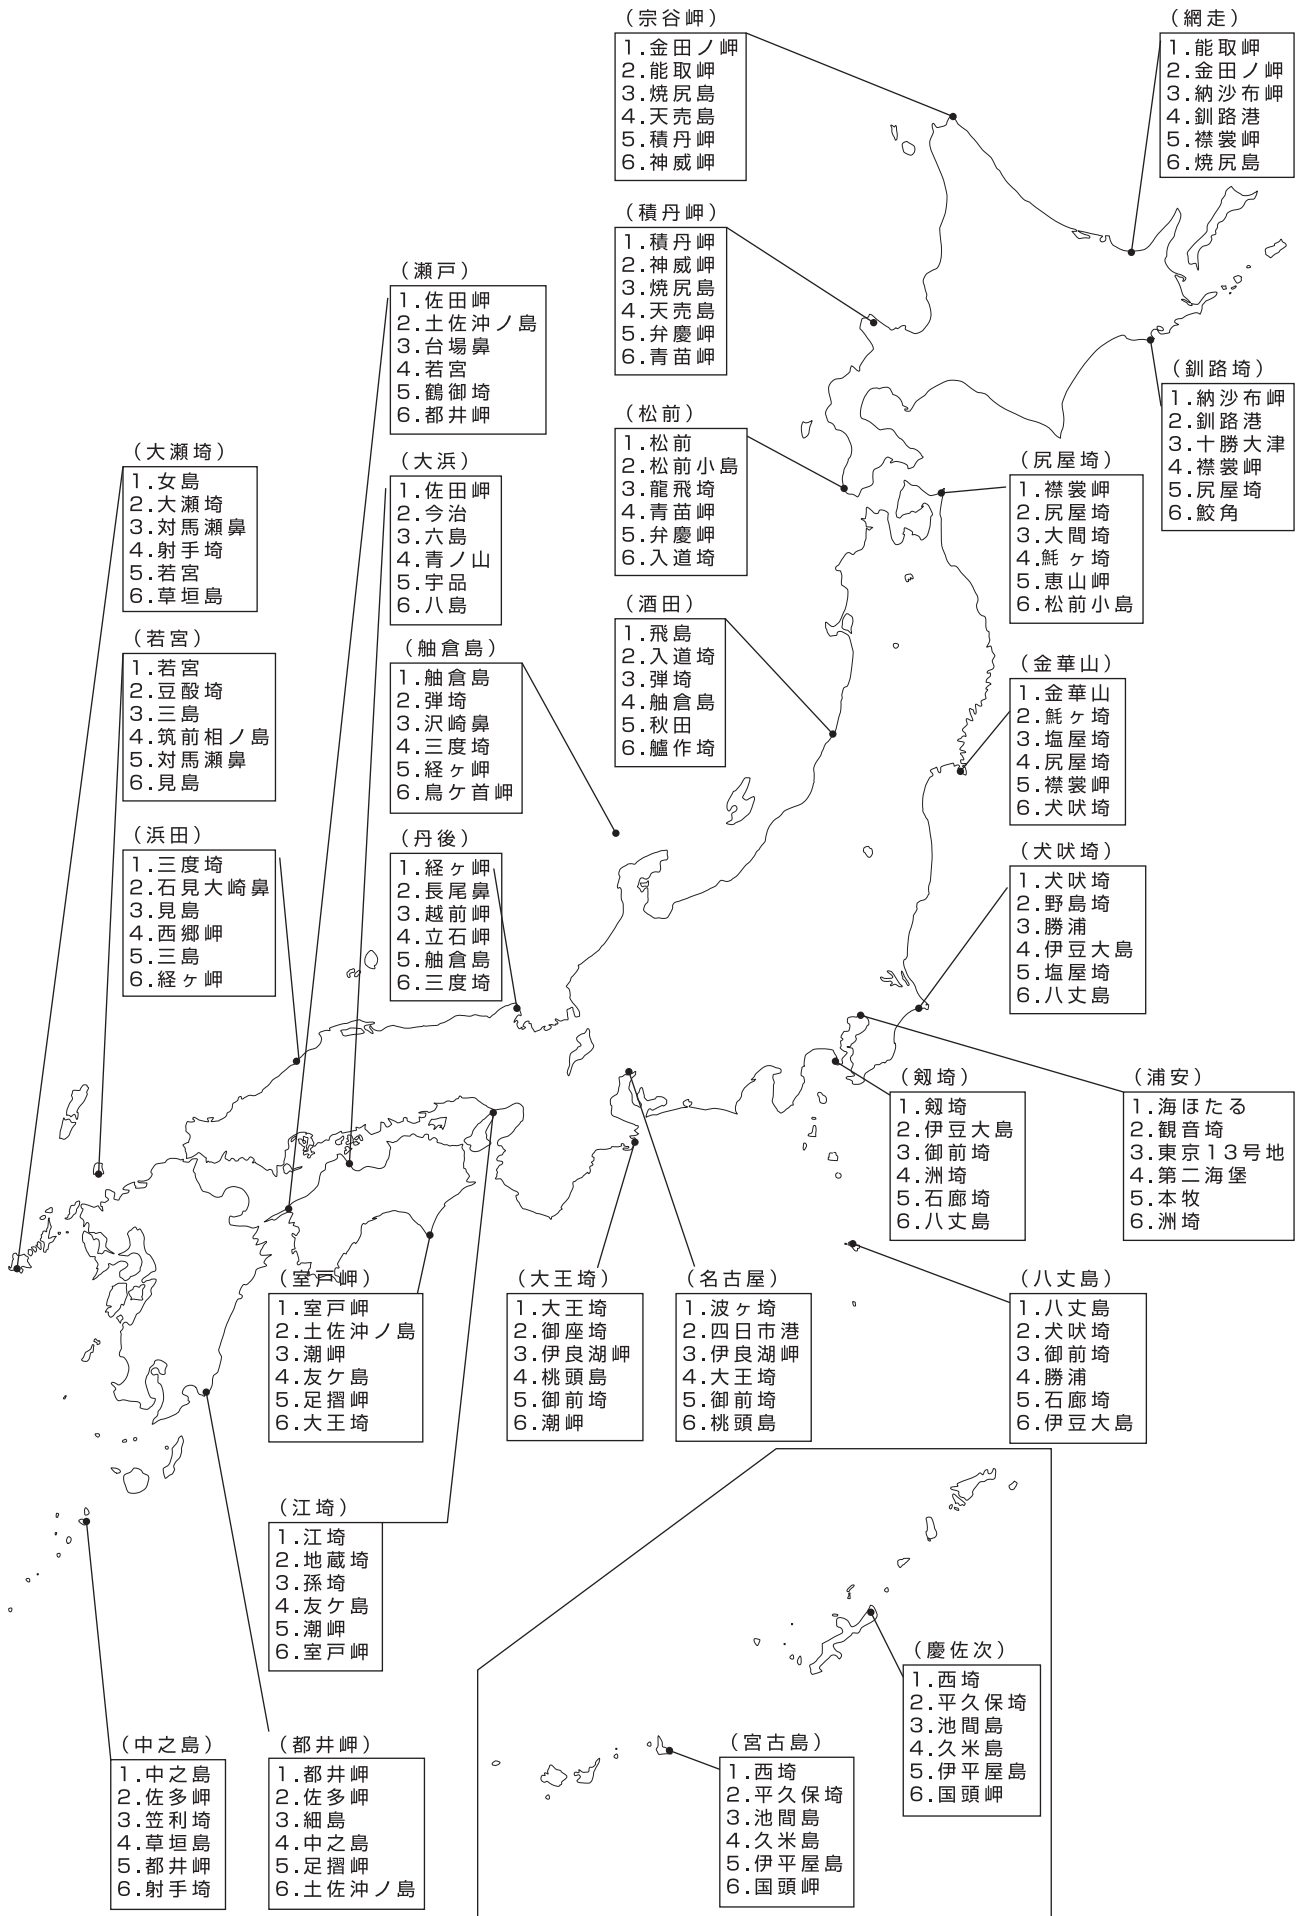 (宗谷岬)
1.金田ノ岬
2.能取岬
3.焼尻島
4.天売島
5.積丹岬
6.神威岬
(網走)
1.能取岬
2.金田ノ岬
3.納沙布岬
4.釧路港
5.襟裳岬
6.焼尻島
(積丹岬)
1.積丹岬
2.神威岬
3.焼尻島
4.天売島
5.弁慶岬
6.青苗岬
(瀬戸)
1.佐田岬
2.土佐沖ノ島
3.台場鼻
4.若宮
5.鶴御埼
6.都井岬
(釧路埼)
1.納沙布岬
2.釧路港
3.十勝大津
4.襟裳岬
5.尻屋埼
6.鮫角
(松前)
1.松前
2.松前小島
3.龍飛埼
4.青苗岬
5.弁慶岬
6.入道埼
(大瀬埼)
1.女島
2.大瀬埼
3.対馬瀬鼻
4.射手埼
5.若宮
6.草垣島
(大浜)
1.佐田岬
2.今治
3.六島
4.青ノ山
5.宇品
6.八島
(尻屋埼)
1.襟裳岬
2.尻屋埼
3.大間埼
4.魹ヶ埼
5.恵山岬
6.松前小島
(酒田)
1.飛島
2.入道埼
3.弾埼
4.舳倉島
5.秋田
6.艫作埼
(若宮)
1.若宮
2.豆酘埼
3.三島
4.筑前相ノ島
5.対馬瀬鼻
6.見島
(舳倉島)
1.舳倉島
2.弾埼
3.沢崎鼻
4.三度埼
5.経ヶ岬
6.鳥ケ首岬
(金華山)
1.金華山
2.魹ヶ埼
3.塩屋埼
4.尻屋埼
5.襟裳岬
6.犬吠埼
(浜田)
1.三度埼
2.石見大崎鼻
3.見島
4.西郷岬
5.三島
6.経ヶ岬
(丹後)
1.経ヶ岬
2.長尾鼻
3.越前岬
4.立石岬
5.舳倉島
6.三度埼
(犬吠埼)
1.犬吠埼
2.野島埼
3.勝浦
4.伊豆大島
5.塩屋埼
6.八丈島
(剱埼)
1.剱埼
2.伊豆大島
3.御前埼
4.洲埼
5.石廊埼
6.八丈島
(浦安)
1.海ほたる
2.観音埼
3.東京13号地
4.第二海堡
5.本牧
6.洲埼
(室戸岬)
1.室戸岬
2.土佐沖ノ島
3.潮岬
4.友ケ島
5.足摺岬
6.大王埼
(大王埼)
1.大王埼
2.御座埼
3.伊良湖岬
4.桃頭島
5.御前埼
6.潮岬
(名古屋)
1.波ヶ埼
2.四日市港
3.伊良湖岬
4.大王埼
5.御前埼
6.桃頭島
(八丈島)
1.八丈島
2.犬吠埼
3.御前埼
4.勝浦
5.石廊埼
6.伊豆大島
(江埼)
1.江埼
2.地蔵埼
3.孫埼
4.友ケ島
5.潮岬
6.室戸岬
(慶佐次)
1.西埼
2.平久保埼
3.池間島
4.久米島
5.伊平屋島
6.国頭岬
(中之島)
1.中之島
2.佐多岬
3.笠利埼
4.草垣島
5.都井岬
6.射手埼
(都井岬)
1.都井岬
2.佐多岬
3.細島
4.中之島
5.足摺岬
6.土佐沖ノ島
(宮古島)
1.西埼
2.平久保埼
3.池間島
4.久米島
5.伊平屋島
6.国頭岬